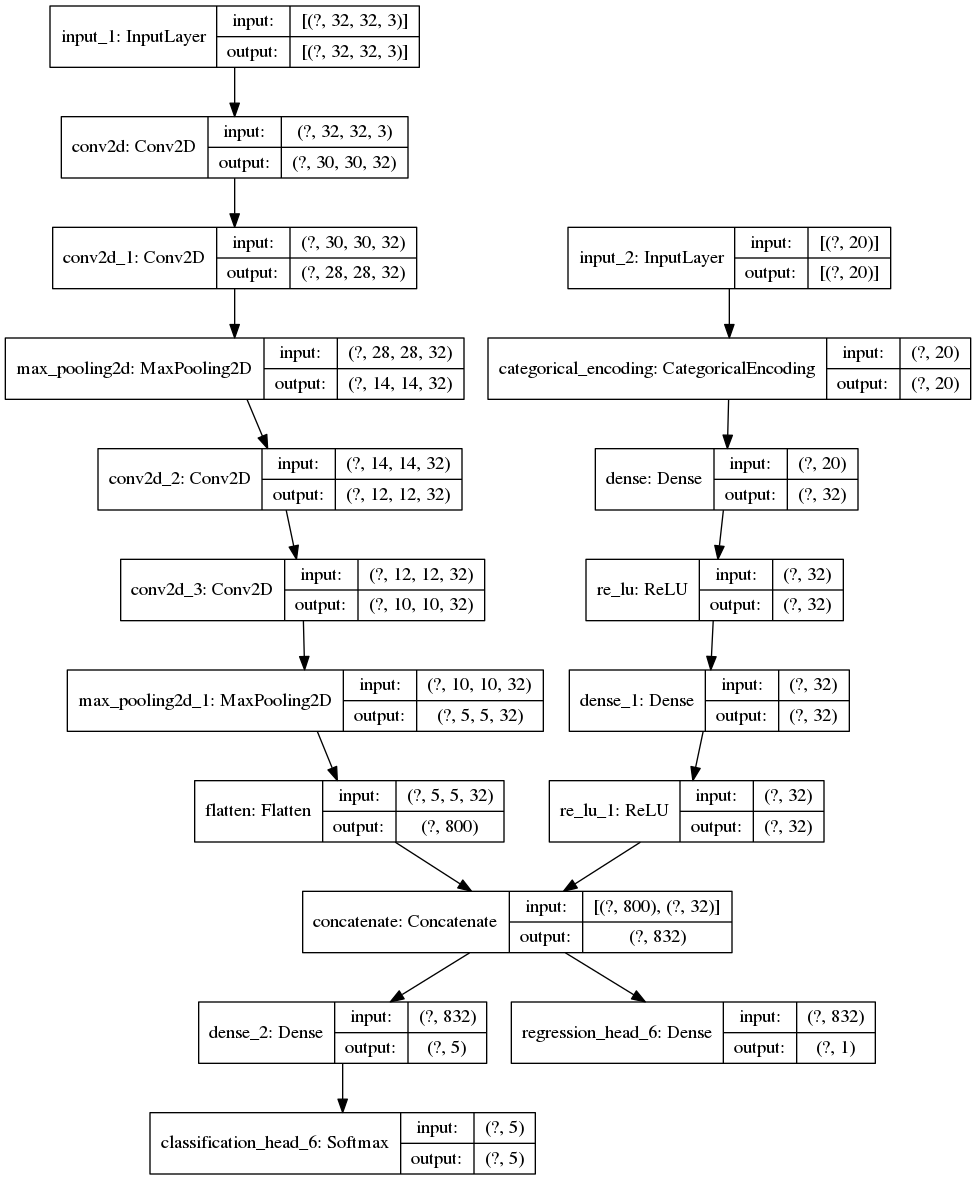 input_1: InputLayer
input: [(?, 32, 32, 3)]
output: [(?, 32, 32, 3)]
conv2d: Conv2D
input: (?, 32, 32, 3)
output: (?, 30, 30, 32)
conv2d_1: Conv2D
input: (?, 30, 30, 32)
output: (?, 28, 28, 32)
input_2: InputLayer
input: [(?, 20)]
output: [(?, 20)]
max_pooling2d: MaxPooling2D
input: (?, 28, 28, 32)
output: (?, 14, 14, 32)
categorical_encoding: CategoricalEncoding
input: (?, 20)
output: (?, 20)
conv2d_2: Conv2D
input: (?, 14, 14, 32)
output: (?, 12, 12, 32)
dense: Dense
input: (?, 20)
output: (?, 32)
conv2d_3: Conv2D
input: (?, 12, 12, 32)
output: (?, 10, 10, 32)
re_lu: ReLU
input: (?, 32)
output: (?, 32)
max_pooling2d_1: MaxPooling2D
input: (?, 10, 10, 32)
output: (?, 5, 5, 32)
dense_1: Dense
input: (?, 32)
output: (?, 32)
flatten: Flatten
input: (?, 5, 5, 32)
output: (?, 800)
re_lu_1: ReLU
input: (?, 32)
output: (?, 32)
concatenate: Concatenate
input: [(?, 800), (?, 32)]
output: (?, 832)
dense_2: Dense
input: (?, 832)
output: (?, 5)
regression_head_6: Dense
input: (?, 832)
output: (?, 1)
classification_head_6: Softmax
input: (?, 5)
output: (?, 5)